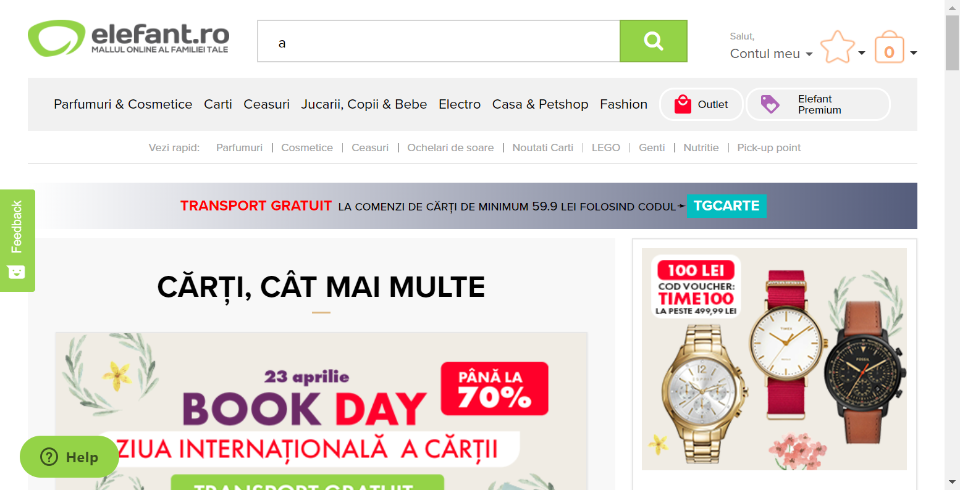 elefant.ro
MALLUL ONLINE AL FAMILIEI TALE
a
Salut,
Contul meu
0
Parfumuri & Cosmetice Carti Ceasuri Jucarii, Copii & Bebe Electro Casa & Petshop Fashion Outlet Elefant Premium
Vezi rapid: Parfumuri | Cosmetice | Ceasuri | Ochelari de soare | Noutati Carti | LEGO | Genti | Nutritie | Pick-up point
TRANSPORT GRATUIT LA COMENZI DE CĂRȚI DE MINIMUM 59.9 LEI FOLOSIND CODUL TGCARTE
Feedback
CĂRȚI, CÂT MAI MULTE
23 aprilie
BOOK DAY
PÂNĂ LA
70%
ZIUA INTERNAȚIONALĂ A CĂRȚII
TRANSPORT GRATUIT
100 LEI
COD VOUCHER:
TIME100
LA PESTE 499,99 LEI
Help